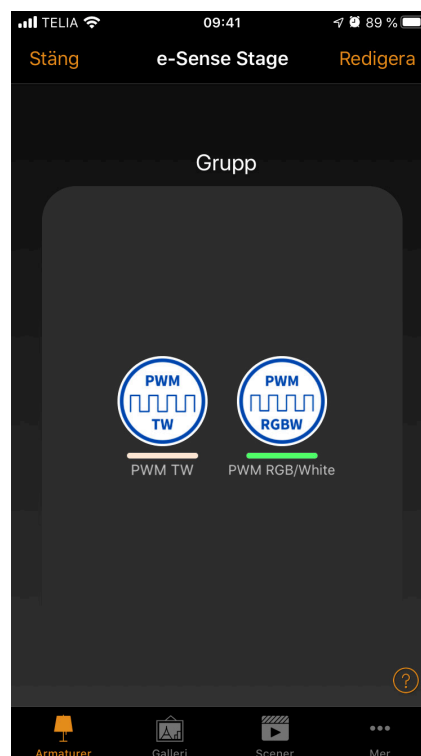 TELIA 09:41 89 %
Stäng e-Sense Stage Redigera
Grupp
PWM PWM
TW RGBW
PWM TW PWM RGB/White
?
Armaturer Galleri Scener Mer